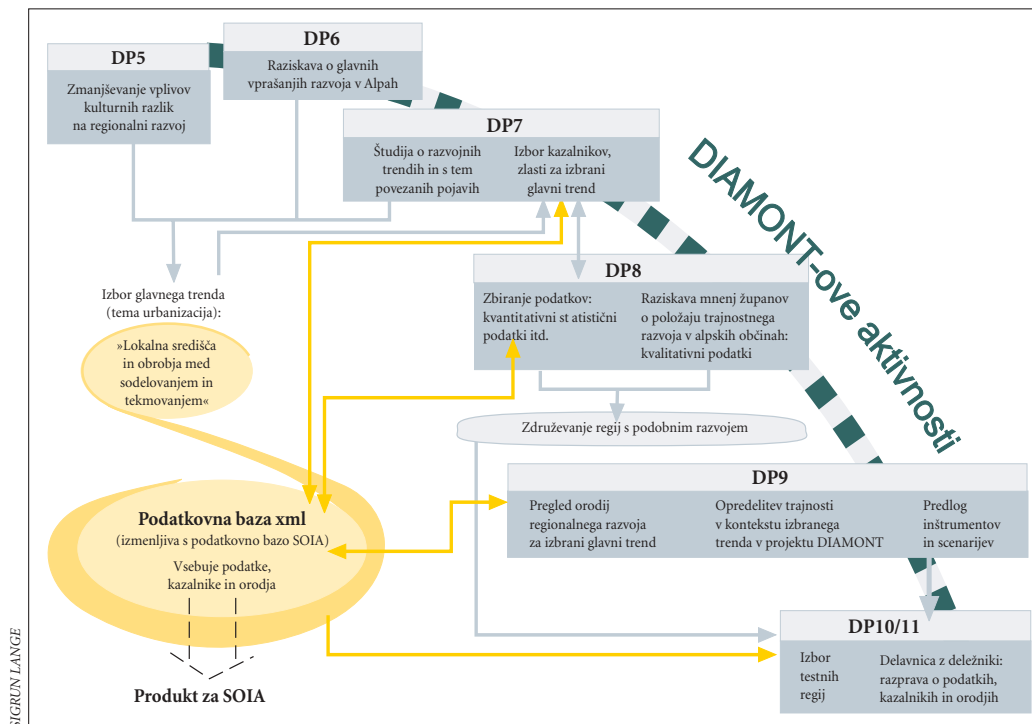 DP5
Zmanjševanje vplivov
kulturnih razlik
na regionalni razvoj
DP6
Raziskava o glavnih
vprašanjih razvoja v Alpah
DP7
Študija o razvojnih
trendih in s tem
povezanih pojavih
Izbor kazalnikov,
zlasti za izbrani
glavni trend
DIAMONT-ove aktivnosti
DP8
Zbiranje podatkov:
kvantitativni st atistični
podatki itd.
Raziskava mnenj županov
o položaju trajnostnega
razvoja v alpskih občinah:
kvalitativni podatki
Izbor glavnega trenda
(tema urbanizacija):
»Lokalna središča
in obrobja med
sodelovanjem in
tekmovanjem«
Združevanje regij s podobnim razvojem
DP9
Pregled orodij
regionalnega razvoja
za izbrani glavni trend
Opredelitev trajnosti
v kontekstu izbranega
trenda v projektu DIAMONT
Predlog
inštrumentov
in scenarijev
Podatkovna baza xml
(izmenljiva s podatkovno bazo SOIA)
Vsebuje podatke,
kazalnike in orodja
Produkt za SOIA
DP10/11
Izbor
testnih
regij
Delavnica z deležniki:
razprava o podatkih,
kazalnikih in orodjih
SIGRUN LANGE